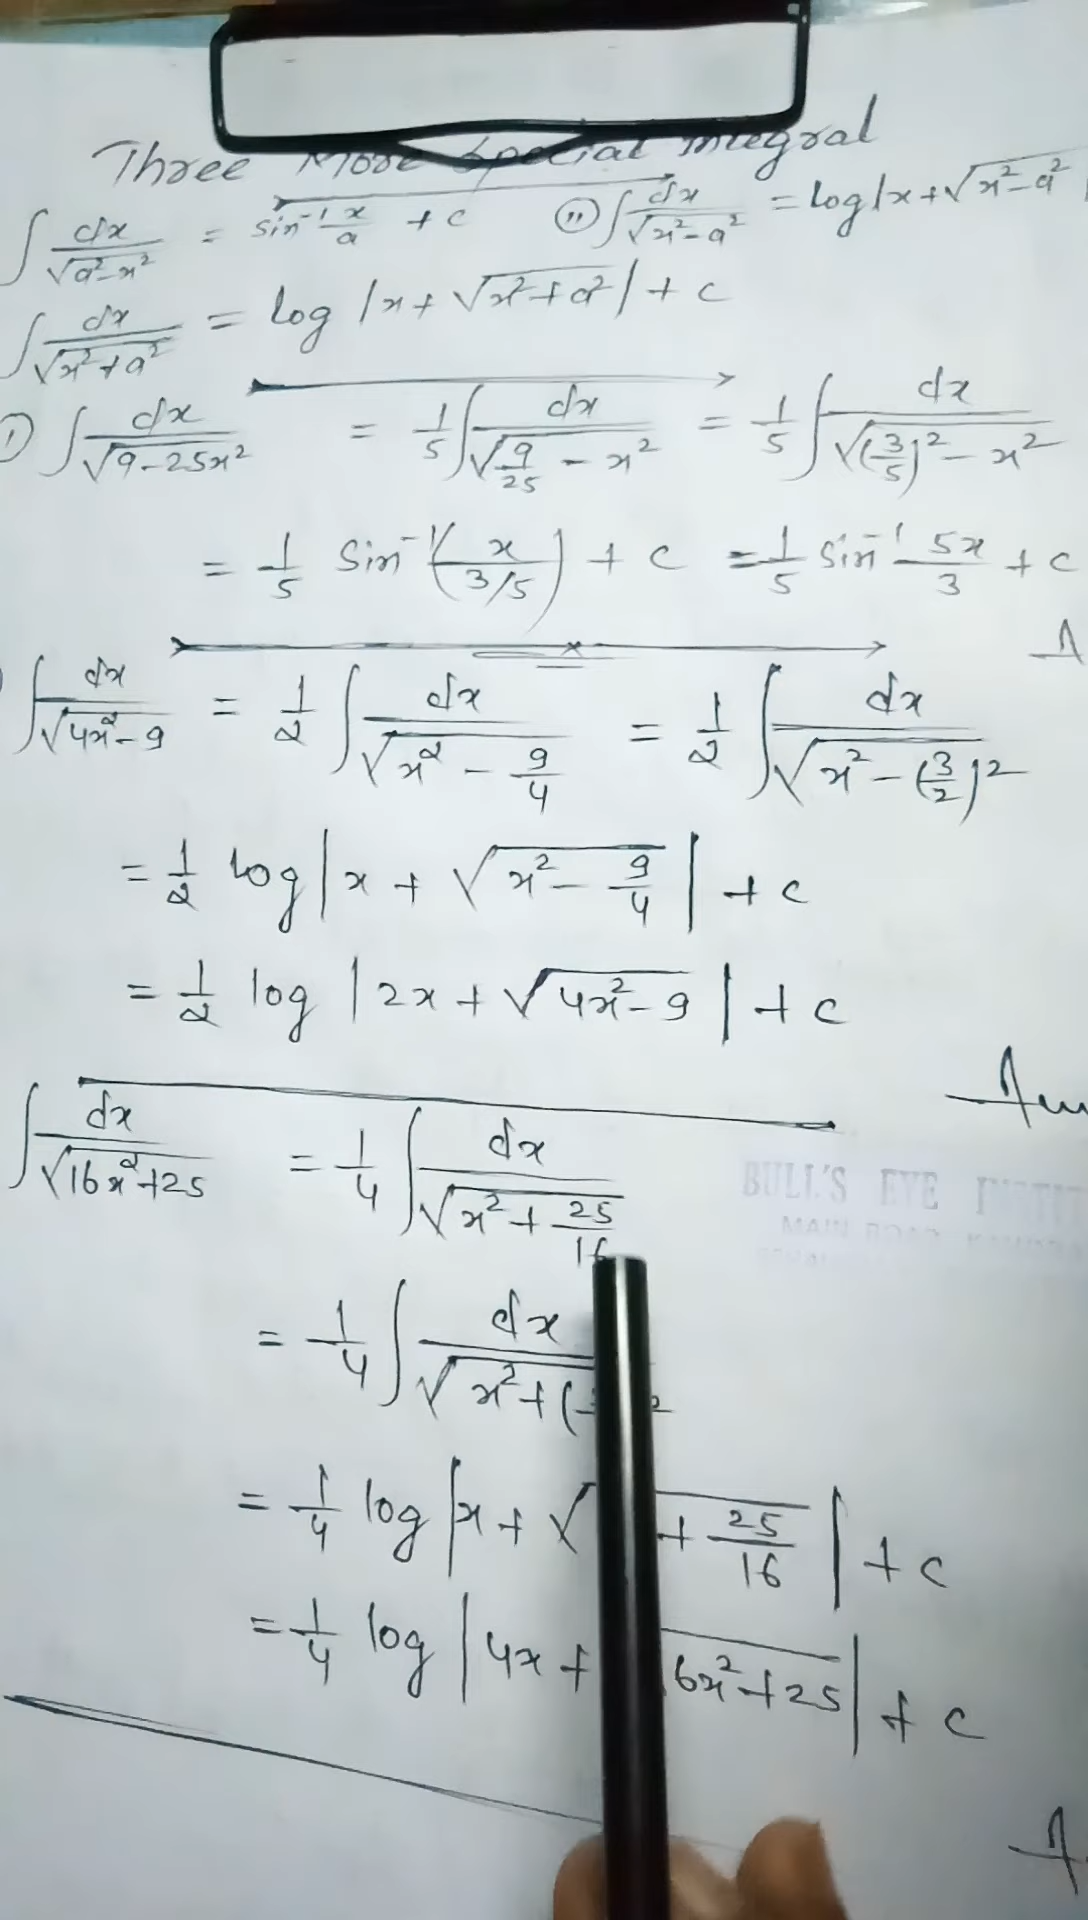 Three More Special Integral
∫ dx/√(a²-x²) = sin⁻¹ x/a + c  (ii) ∫ dx/√(x²-a²) = log|x+√(x²-a²)
∫ dx/√(x²+a²) = log |x+√(x²+a²)| + c
∫ dx/√(9-25x²) = 1/5 ∫ dx/√(9/25 - x²) = 1/5 ∫ dx/√((3/5)² - x²)
= 1/5 Sin⁻¹(x/(3/5)) + c = 1/5 Sin⁻¹ 5x/3 + c
∫ dx/√(4x²-9) = 1/2 ∫ dx/√(x² - 9/4) = 1/2 ∫ dx/√(x² - (3/2)²)
= 1/2 log |x + √(x² - 9/4)| + c
= 1/2 log |2x + √(4x²-9)| + c
∫ dx/√(16x²+25) = 1/4 ∫ dx/√(x² + 25/16)
BULL'S EYE
MAIN ROAD
= 1/4 ∫ dx/√(x²+(
= 1/4 log |x + √ + 25/16 | + c
= 1/4 log |4x + 6x²+25| + c